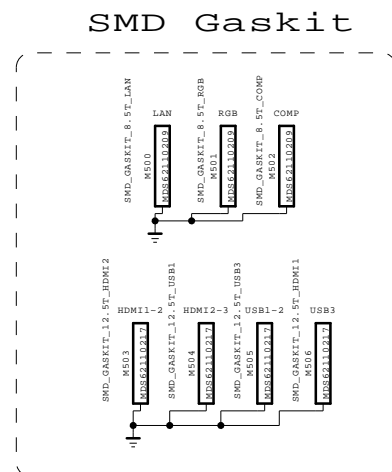 SMD Gaskit
SMD_GASKIT_8.5T_LAN
LAN
M500
MDS62110209
SMD_GASKIT_8.5T_RGB
RGB
M501
MDS62110209
SMD_GASKIT_8.5T_COMP
COMP
M502
MDS62110209
SMD_GASKIT_12.5T_HDMI2
HDMI1-2
M503
MDS62110217
SMD_GASKIT_12.5T_USB1
HDMI2-3
M504
MDS62110217
SMD_GASKIT_12.5T_USB3
USB1-2
M505
MDS62110217
SMD_GASKIT_12.5T_HDMI1
USB3
M506
MDS62110217